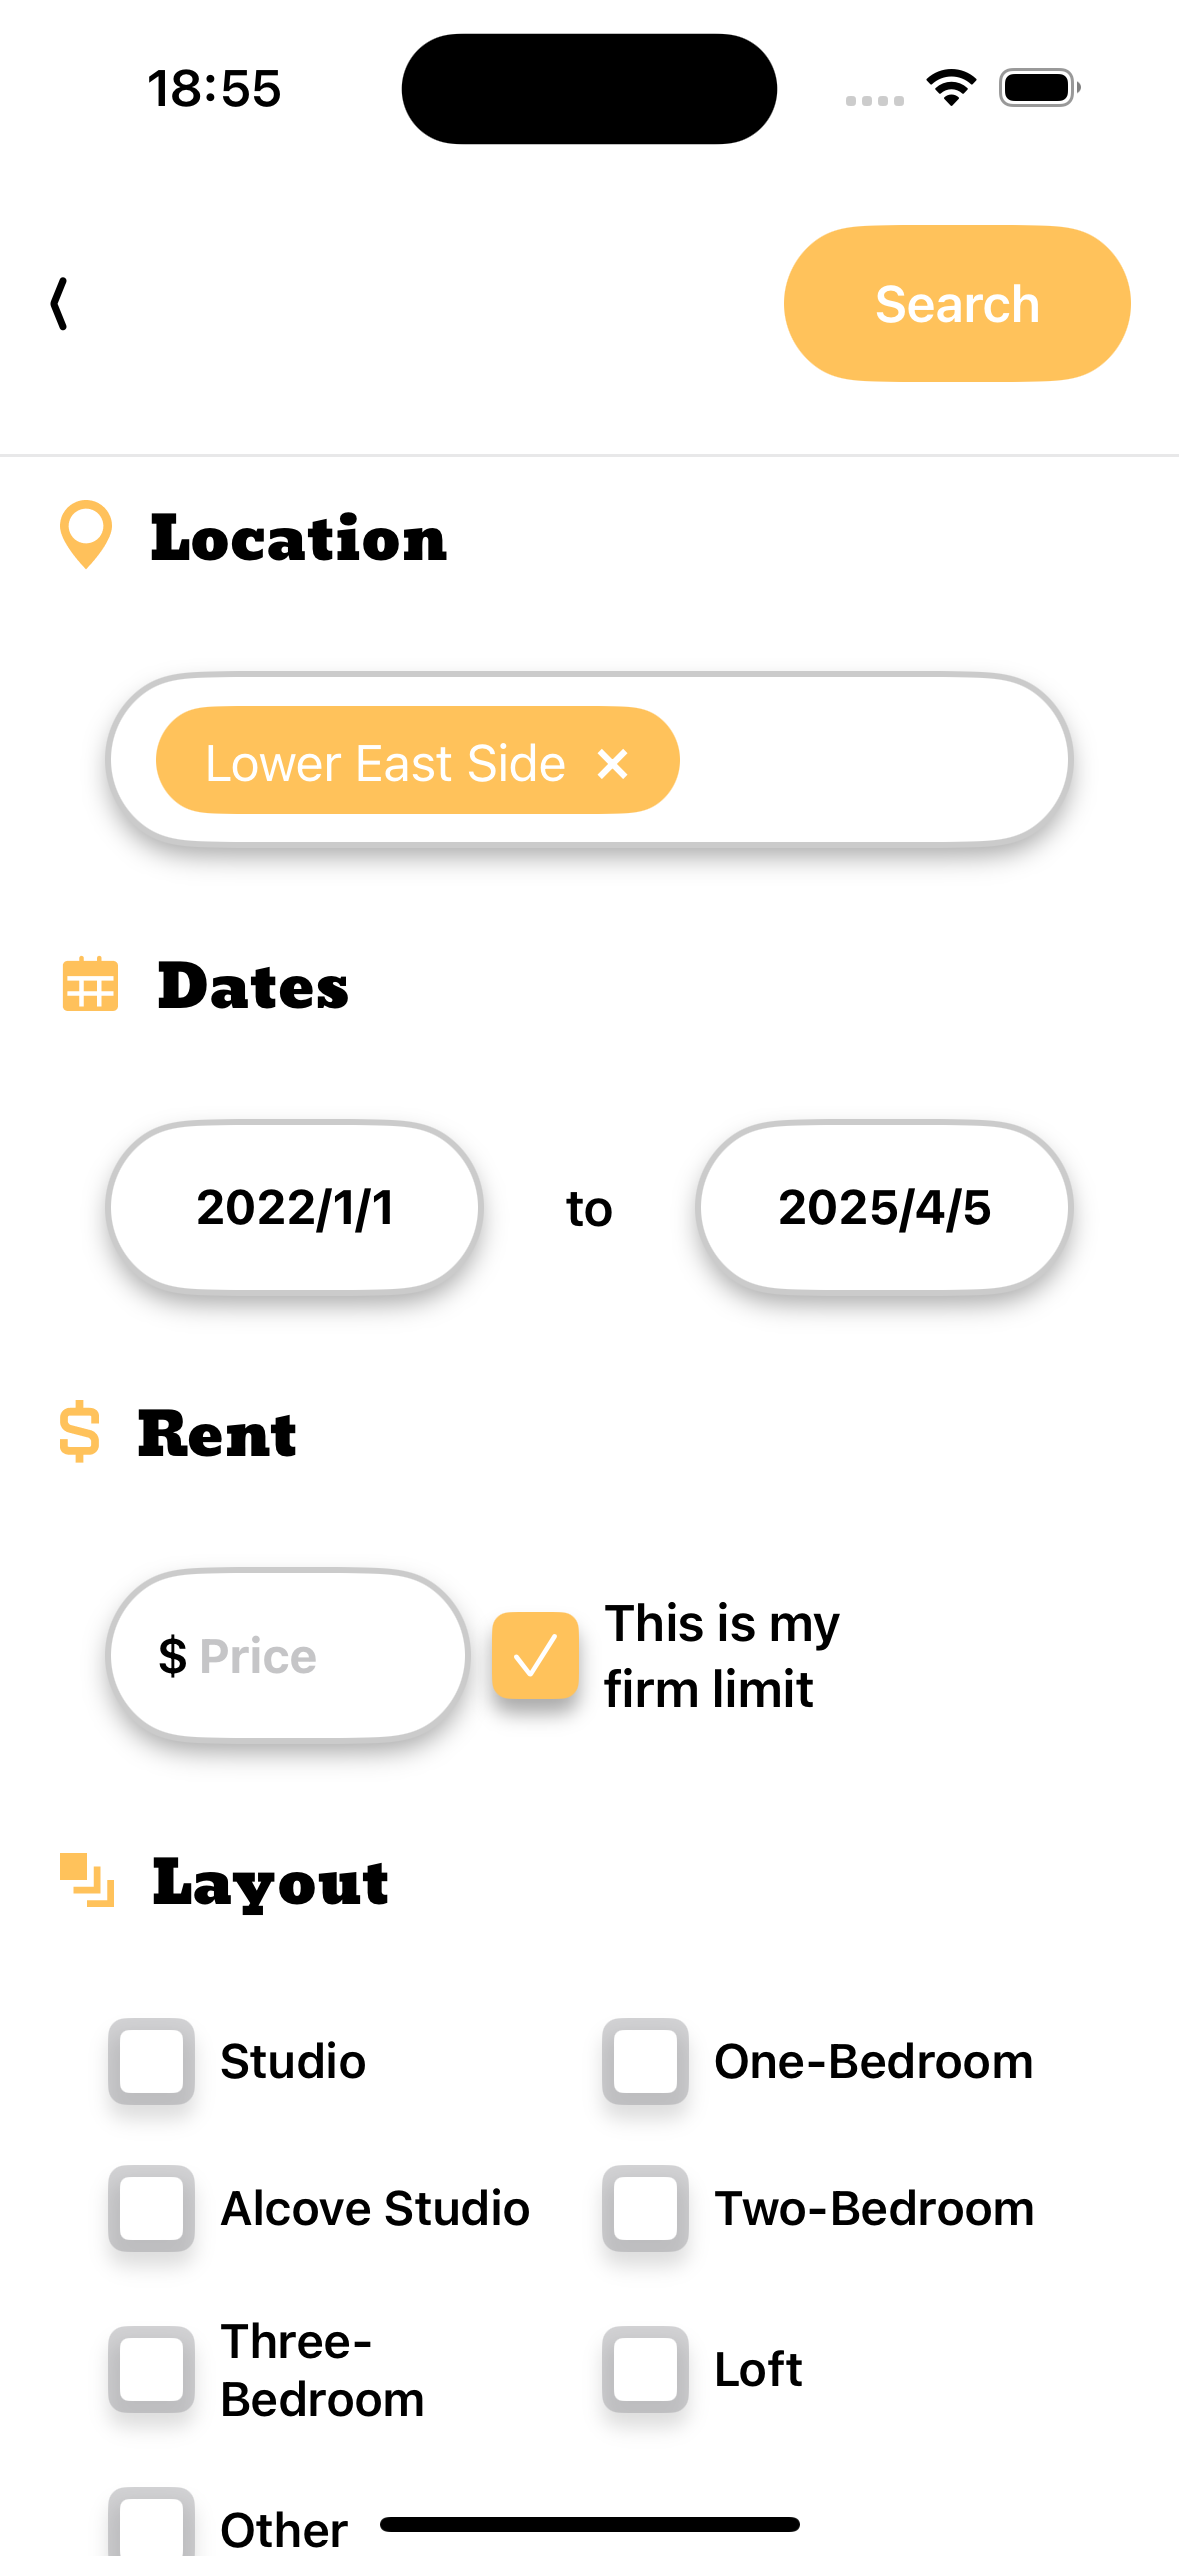 18:55
Search
Location
Lower East Side ×
Dates
2022/1/1 to 2025/4/5
$ Rent
$ Price
This is my
firm limit
Layout
Studio
One-Bedroom
Alcove Studio
Two-Bedroom
Three-
Bedroom
Loft
Other